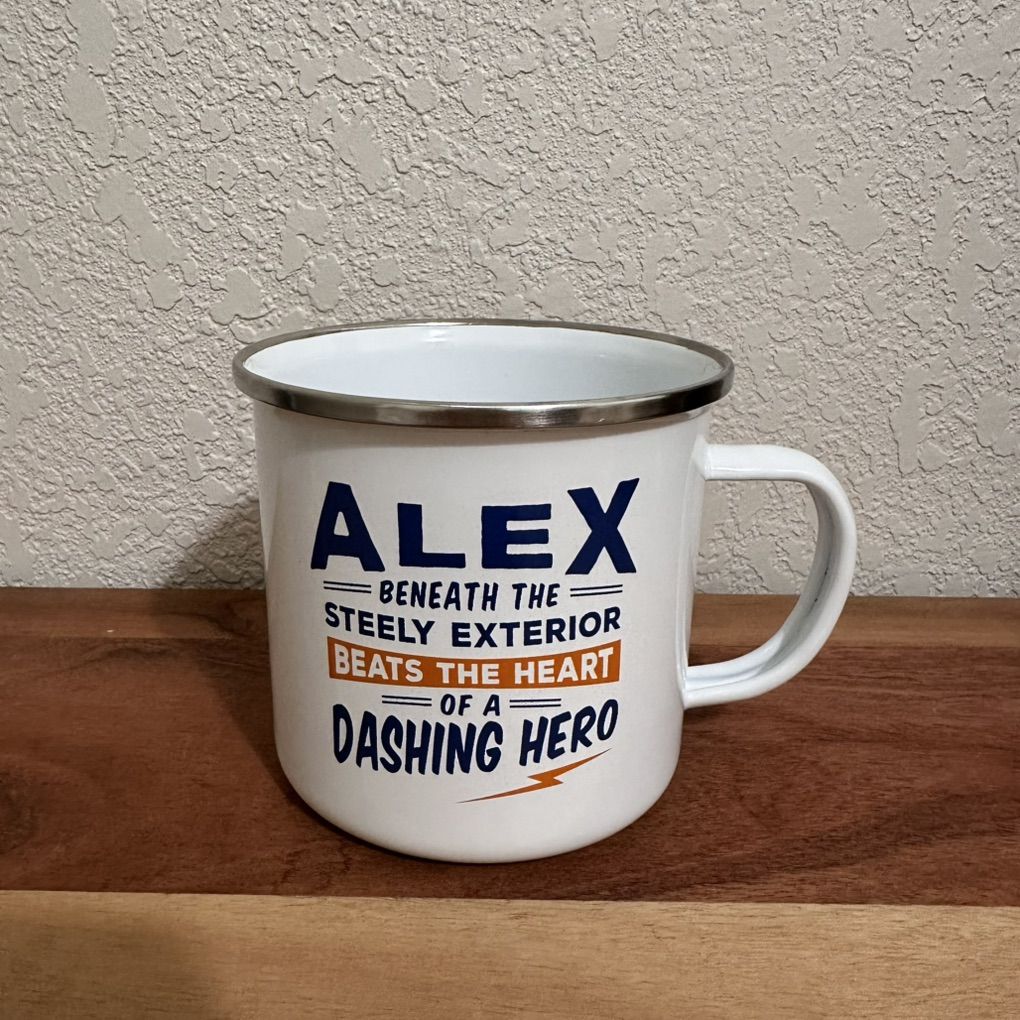 ALEX
BENEATH THE
STEELY EXTERIOR
BEATS THE HEART
OF A
DASHING HERO